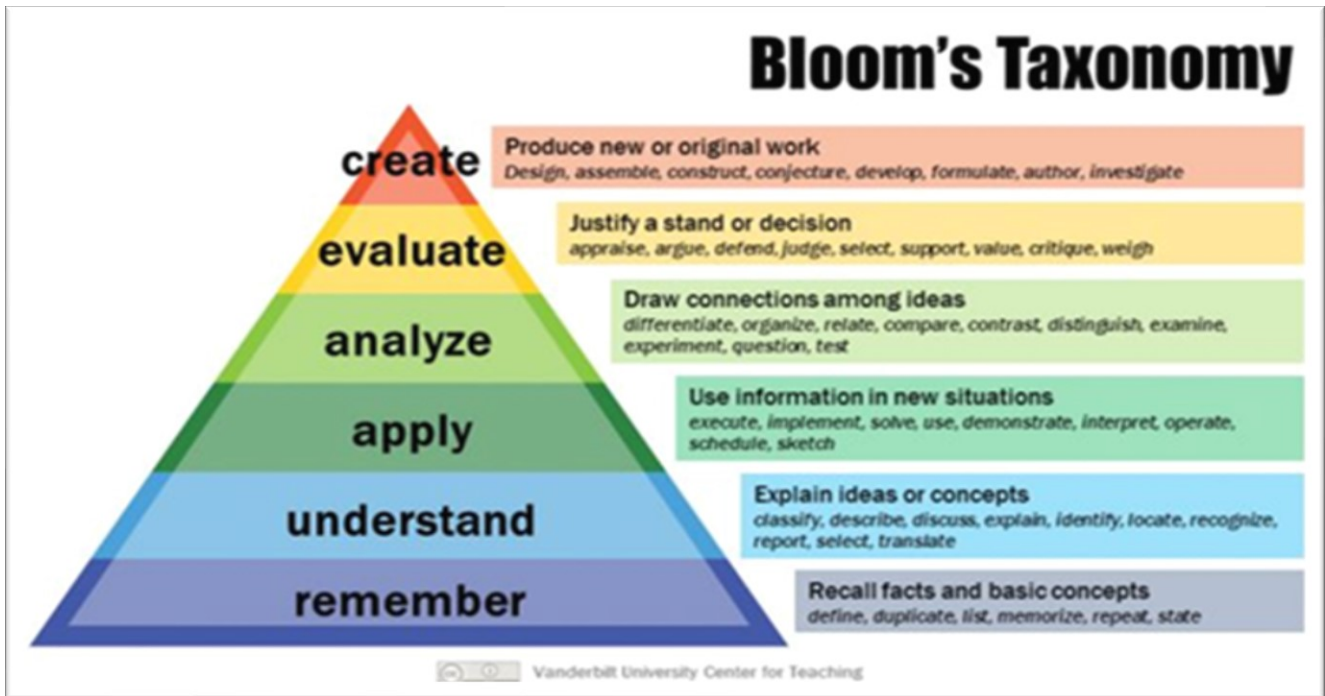 Bloom's Taxonomy
create
Produce new or original work
Design, assemble, construct, conjecture, develop, formulate, author, investigate
evaluate
Justify a stand or decision
appraise, argue, defend, judge, select, support, value, critique, weigh
analyze
Draw connections among ideas
differentiate, organize, relate, compare, contrast, distinguish, examine,
experiment, question, test
apply
Use information in new situations
execute, implement, solve, use, demonstrate, interpret, operate,
schedule, sketch
understand
Explain ideas or concepts
classify, describe, discuss, explain, identify, locate, recognize,
report, select, translate
remember
Recall facts and basic concepts
define, duplicate, list, memorize, repeat, state
Vanderbilt University Center for Teaching